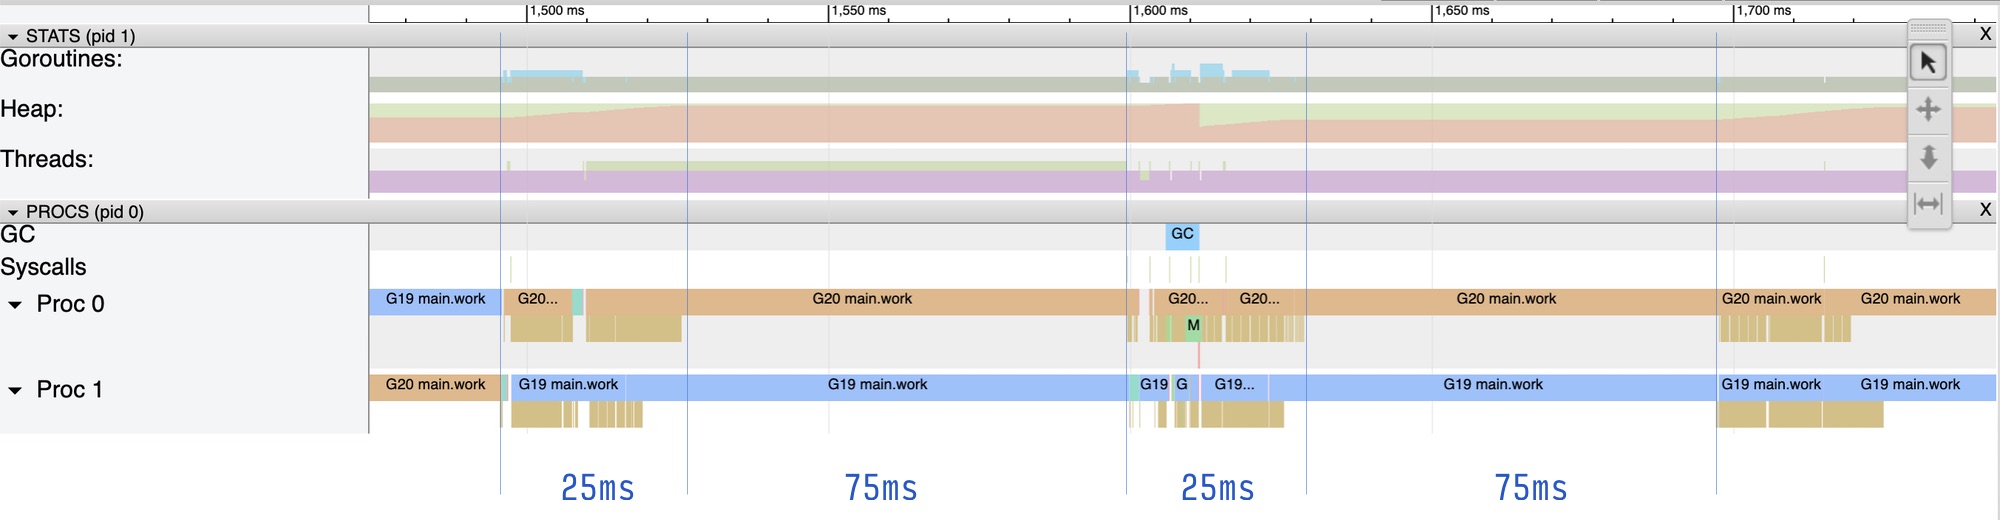 1,500 ms 1,550 ms 1,600 ms 1,650 ms 1,700 ms
STATS (pid 1) X
Goroutines:
Heap:
Threads:
PROCS (pid 0) X
GC GC
Syscalls
Proc 0 G19 main.work G20... G20 main.work G20... G20... G20 main.work G20 main.work G20 main.work
M
Proc 1 G20 main.work G19 main.work G19 main.work G19 G G19... G19 main.work G19 main.work G19 main.work
25ms 75ms 25ms 75ms